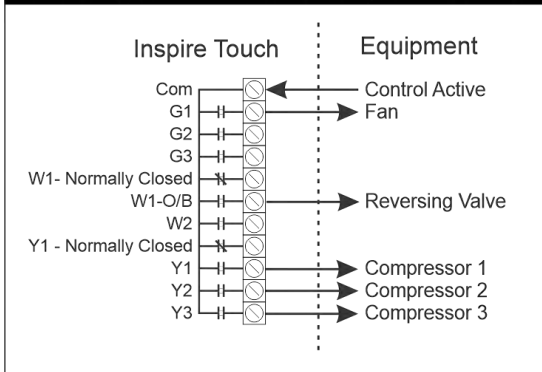 Inspire Touch Equipment
Com Control Active
G1 Fan
G2
G3
W1- Normally Closed
W1-O/B Reversing Valve
W2
Y1 - Normally Closed
Y1 Compressor 1
Y2 Compressor 2
Y3 Compressor 3